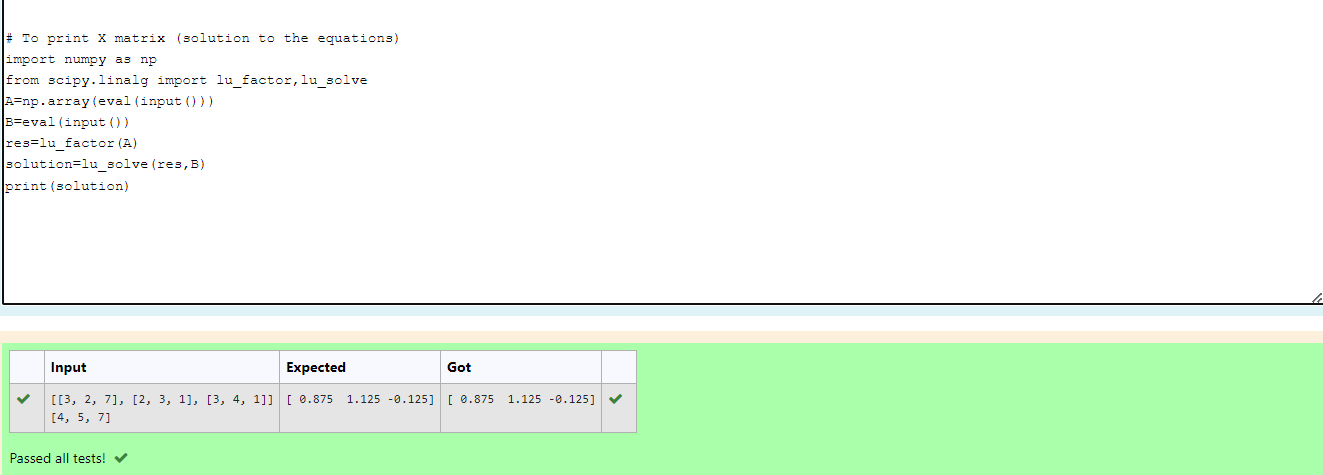 # To print X matrix (solution to the equations)
import numpy as np
from scipy.linalg import lu_factor,lu_solve
A=np.array(eval(input()))
B=eval(input())
res=lu_factor(A)
solution=lu_solve(res,B)
print(solution)
Input Expected Got
[[3, 2, 7], [2, 3, 1], [3, 4, 1]] [ 0.875  1.125 -0.125] [ 0.875  1.125 -0.125]
[4, 5, 7]
Passed all tests!